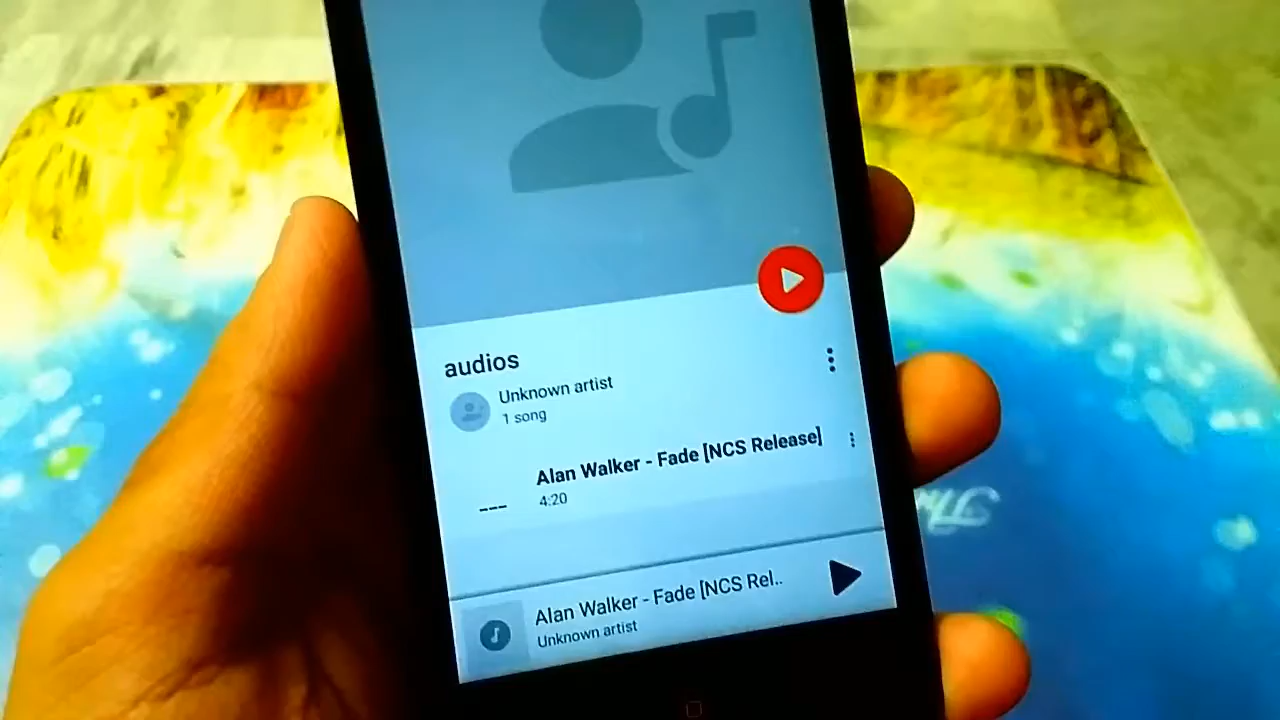 audios
Unknown artist
1 song
Alan Walker - Fade [NCS Release]
4:20
Alan Walker - Fade [NCS Rel..
Unknown artist